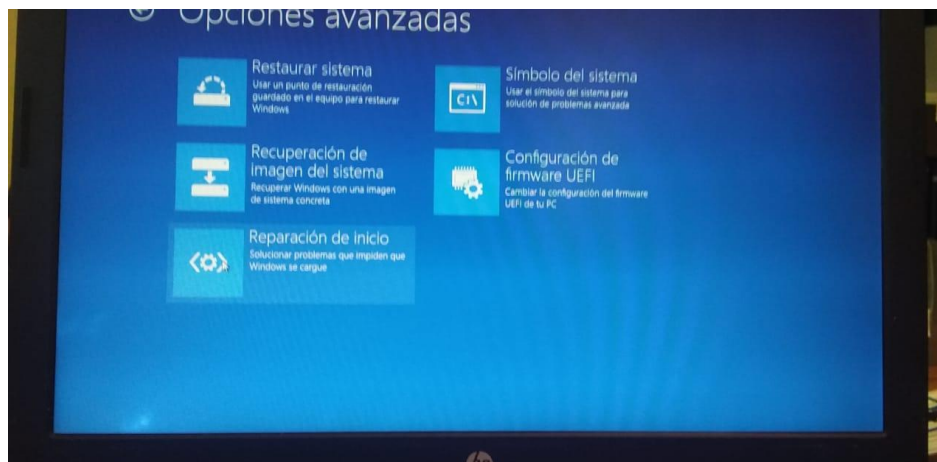 Opciones avanzadas
Restaurar sistema
Usar un punto de restauración
guardado en el equipo para restaurar
Windows
Recuperación de
imagen del sistema
Recuperar Windows con una imagen
de sistema concreta
Reparación de inicio
Solucionar problemas que impiden que
Windows se cargue
C:\
Símbolo del sistema
Usar el símbolo del sistema para
solución de problemas avanzada
Configuración de
firmware UEFI
Cambiar la configuración del firmware
UEFI de tu PC
hp